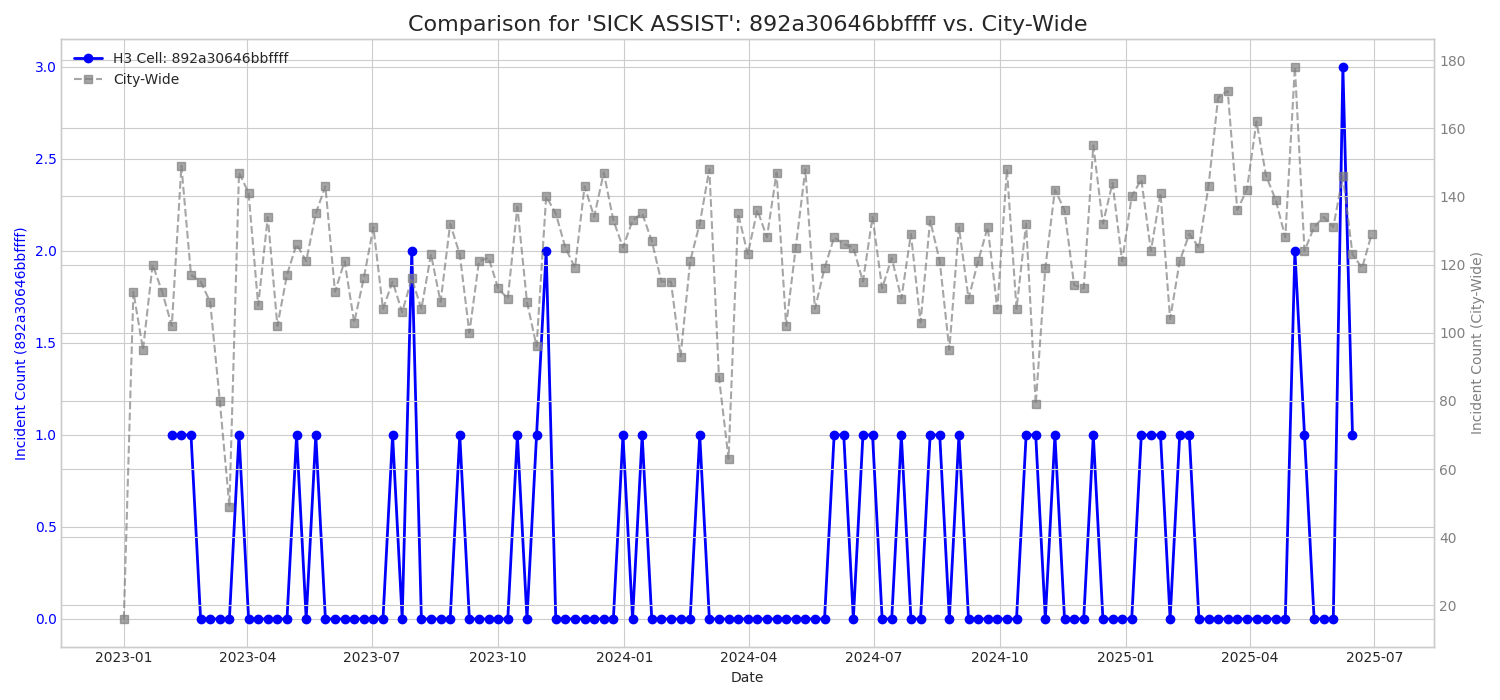 Comparison for 'SICK ASSIST': 892a30646bbffff vs. City-Wide
H3 Cell: 892a30646bbffff
City-Wide
Incident Count (892a30646bbffff)
3.0
2.5
2.0
1.5
1.0
0.5
0.0
180
160
140
120
100
80
60
40
20
Incident Count (City-Wide)
2023-01 2023-04 2023-07 2023-10 2024-01 2024-04 2024-07 2024-10 2025-01 2025-04 2025-07
Date